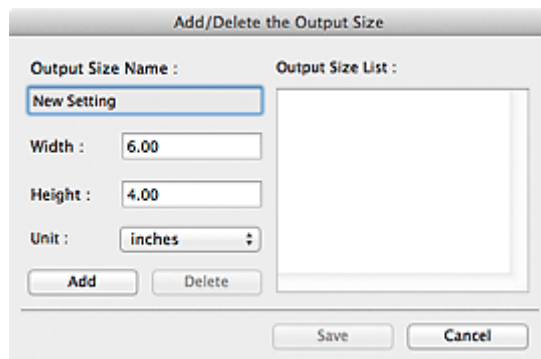 Add/Delete the Output Size
Output Size Name :
New Setting
Width :
6.00
Height :
4.00
Unit :
inches
Add
Delete
Output Size List :
Save
Cancel